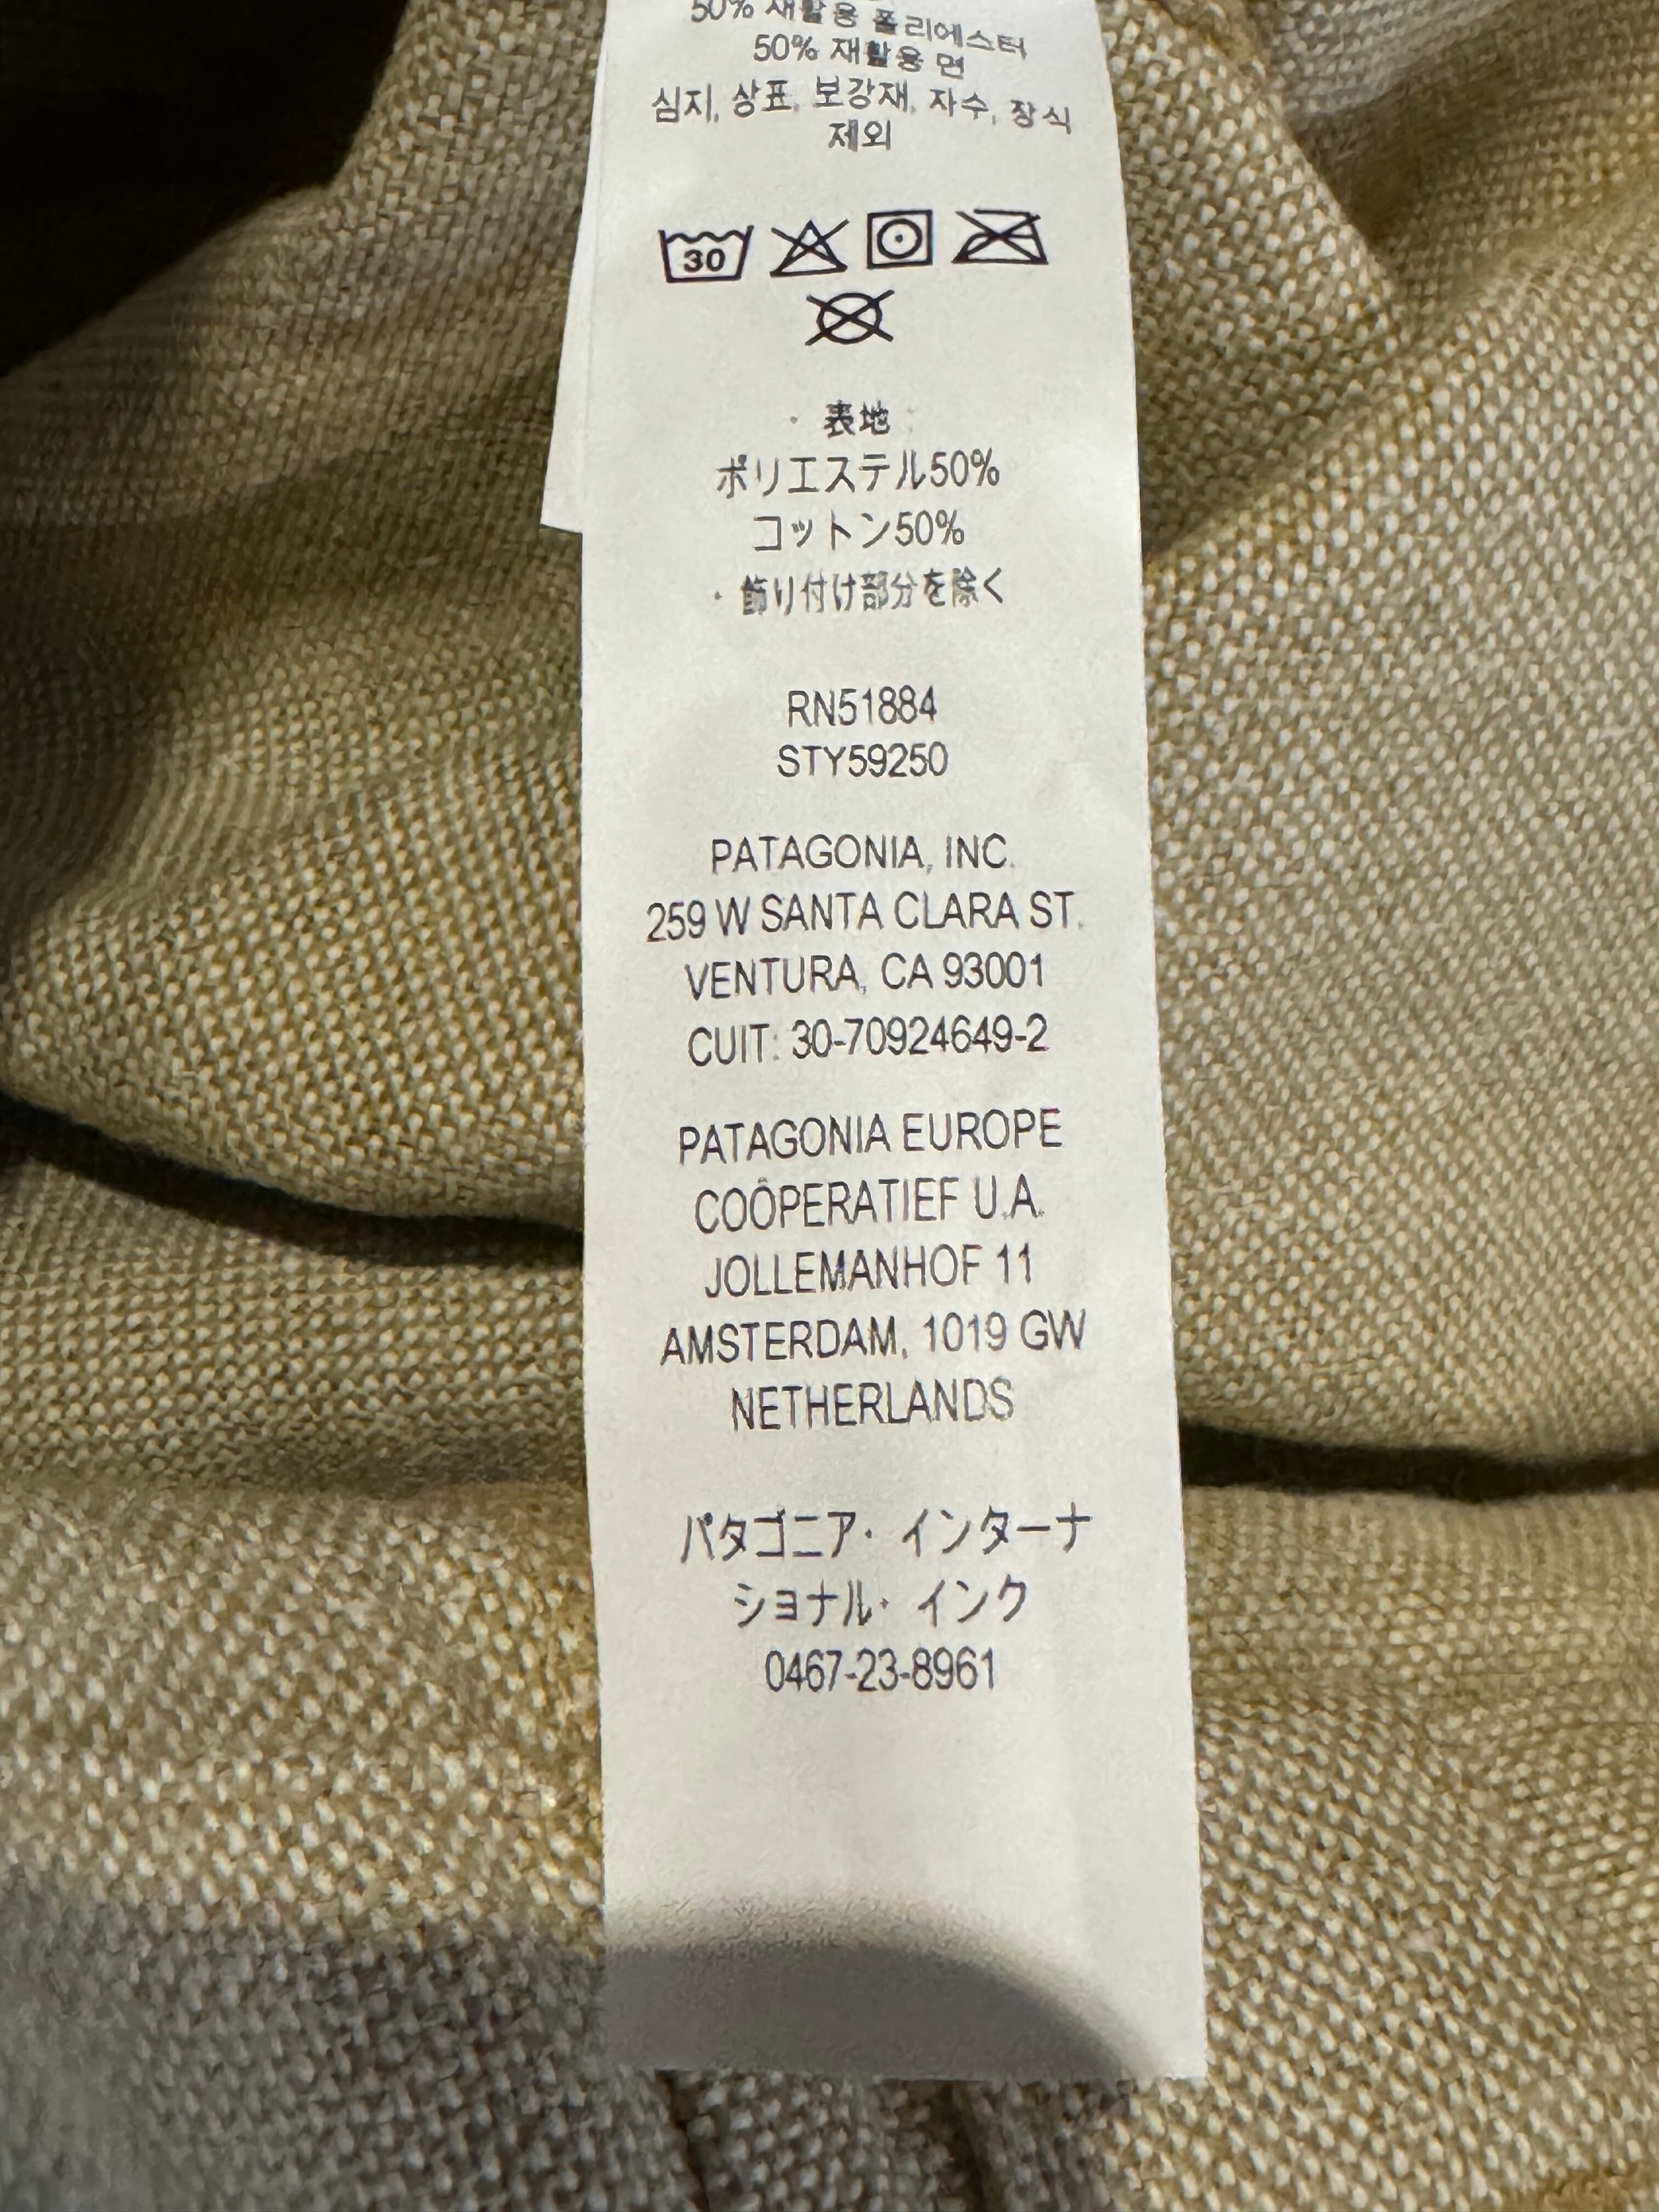 50% 재활용 폴리에스터
50% 재활용 면
심지, 상표, 보강재, 자수, 장식
제외
30
· 表地 ·
ポリエステル50%
コットン50%
· 飾り付け部分を除く
RN51884
STY59250
PATAGONIA, INC.
259 W SANTA CLARA ST.
VENTURA, CA 93001
CUIT: 30-70924649-2
PATAGONIA EUROPE
COÖPERATIEF U.A.
JOLLEMANHOF 11
AMSTERDAM, 1019 GW
NETHERLANDS
パタゴニア· インターナ
ショナル· インク
0467-23-8961